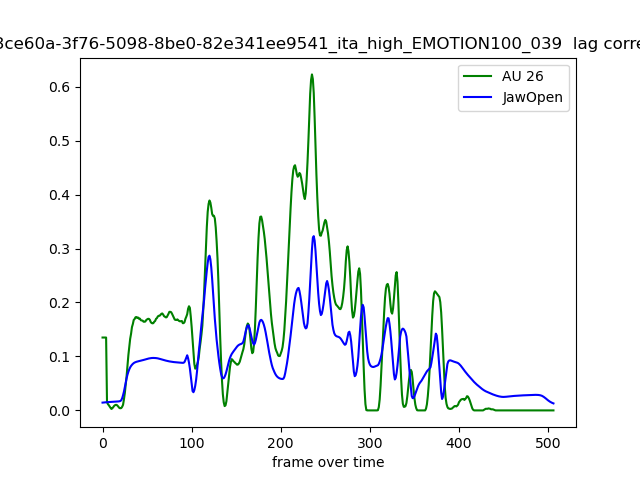 3ce60a-3f76-5098-8be0-82e341ee9541_ita_high_EMOTION100_039 lag corre
AU 26
JawOpen
0.6
0.5
0.4
0.3
0.2
0.1
0.0
0 100 200 300 400 500
frame over time